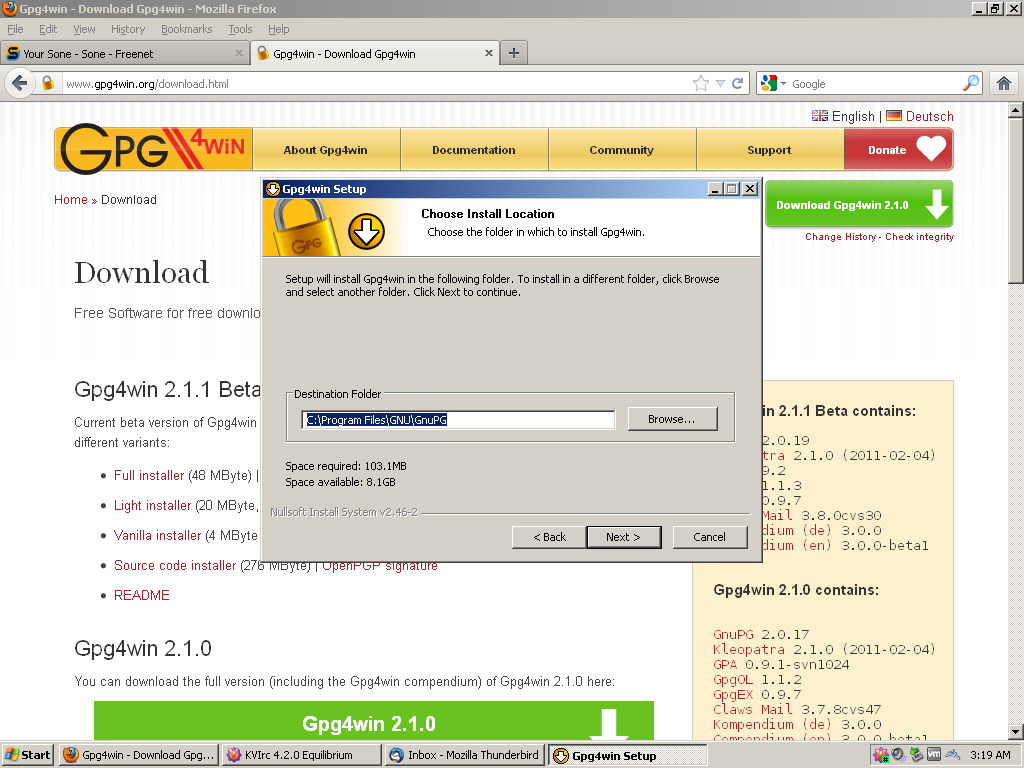 Gpg4win - Download Gpg4win - Mozilla Firefox
File Edit View History Bookmarks Tools Help
Your Sone - Sone - Freenet
Gpg4win - Download Gpg4win
www.gpg4win.org/download.html
Google
English | Deutsch
GPG4WiN
About Gpg4win
Documentation
Community
Support
Donate
Home » Download
Download Gpg4win 2.1.0
Change History - Check integrity
Download
Free Software for free downlo
Gpg4win 2.1.1 Beta
Current beta version of Gpg4win
different variants:
Full installer (48 MByte) |
Light installer (20 MByte,
Vanilla installer (4 MByte
Source code installer (276 MByte) | OpenPGP signature
README
Gpg4win 2.1.0
You can download the full version (including the Gpg4win compendium) of Gpg4win 2.1.0 here:
Gpg4win 2.1.0
Gpg4win Setup
GPG
Choose Install Location
Choose the folder in which to install Gpg4win.
Setup will install Gpg4win in the following folder. To install in a different folder, click Browse
and select another folder. Click Next to continue.
Destination Folder
C:\Program Files\GNU\GnuPG
Browse...
Space required: 103.1MB
Space available: 8.1GB
Nullsoft Install System v2.46-2
< Back
Next >
Cancel
in 2.1.1 Beta contains:
2.0.19
tra 2.1.0 (2011-02-04)
9.2
1.1.3
0.9.7
Mail 3.8.0cvs30
dium (de) 3.0.0
dium (en) 3.0.0-beta1
Gpg4win 2.1.0 contains:
GnuPG 2.0.17
Kleopatra 2.1.0 (2011-02-04)
GPA 0.9.1-svn1024
GpgOL 1.1.2
GpgEX 0.9.7
Claws Mail 3.7.8cvs47
Kompendium (de) 3.0.0
Compendium (en) 3.0.0-beta1
Start
Gpg4win - Download Gpg...
KVIrc 4.2.0 Equilibrium
Inbox - Mozilla Thunderbird
Gpg4win Setup
3:19 AM